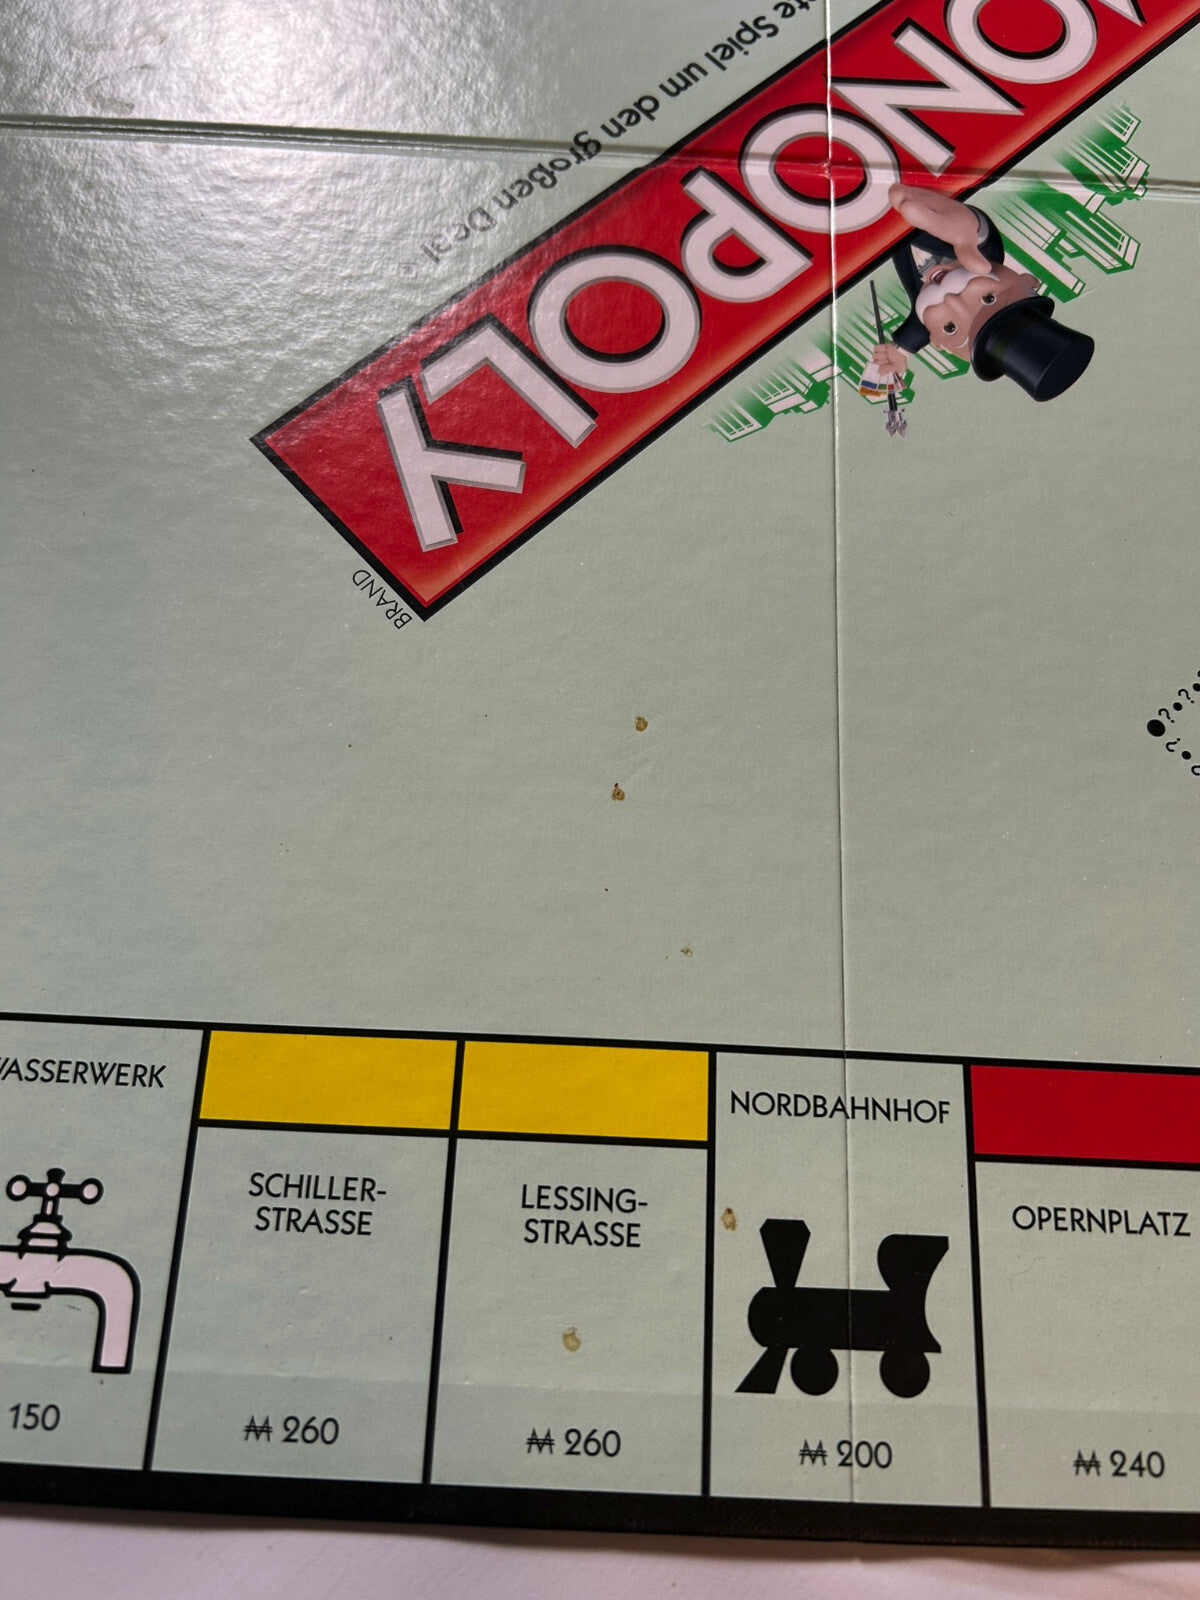 te Spiel um den großen Deal ®
MONOPOLY
BRAND
? ?
?
WASSERWERK
150
SCHILLER-
STRASSE
₩ 260
LESSING-
STRASSE
₩ 260
NORDBAHNHOF
₩ 200
OPERNPLATZ
₩ 240